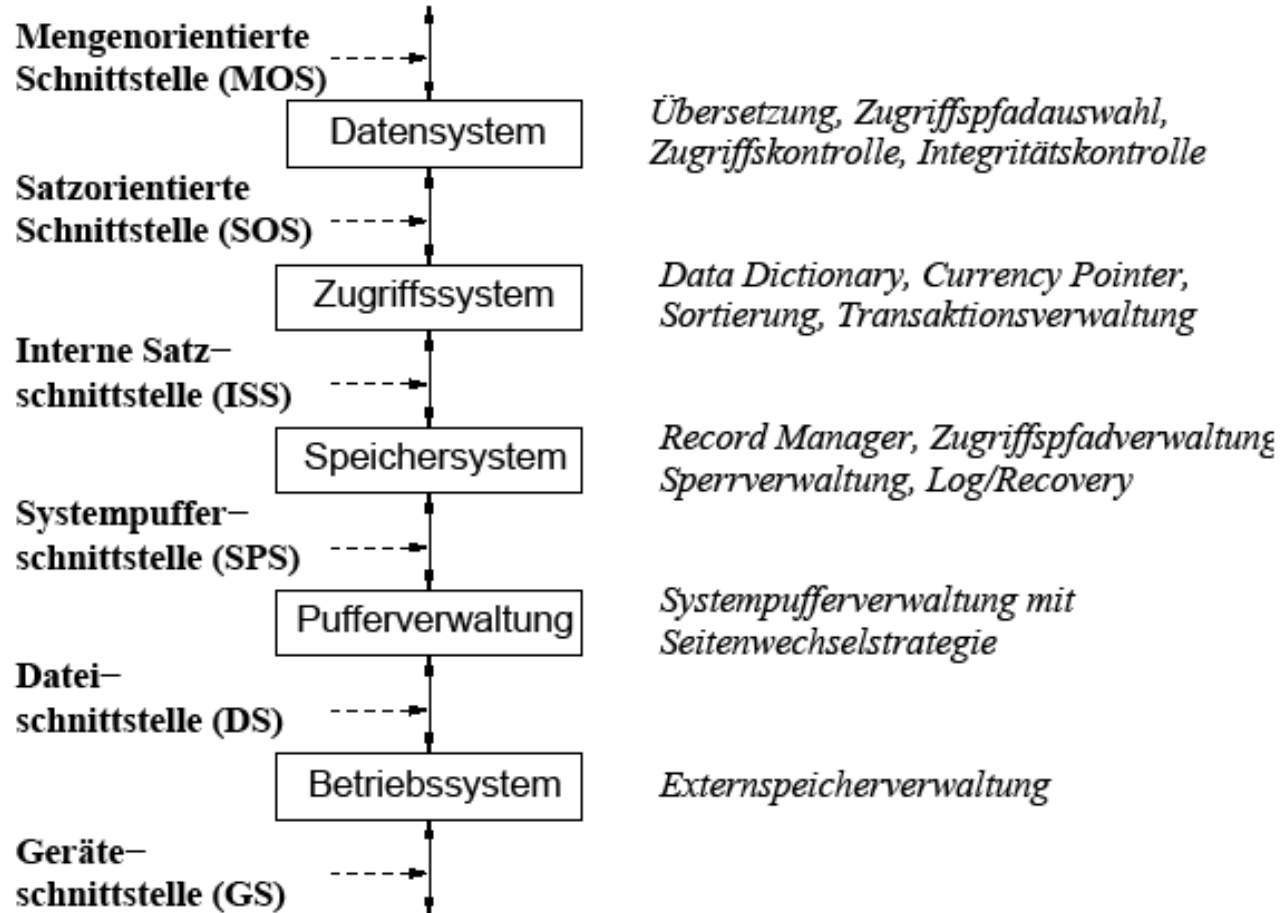 Mengenorientierte
Schnittstelle (MOS)
Datensystem
Übersetzung, Zugriffspfadauswahl,
Zugriffskontrolle, Integritätskontrolle
Satzorientierte
Schnittstelle (SOS)
Zugriffssystem
Data Dictionary, Currency Pointer,
Sortierung, Transaktionsverwaltung
Interne Satz−
schnittstelle (ISS)
Speichersystem
Record Manager, Zugriffspfadverwaltung
Sperrverwaltung, Log/Recovery
Systempuffer−
schnittstelle (SPS)
Pufferverwaltung
Systempufferverwaltung mit
Seitenwechselstrategie
Datei−
schnittstelle (DS)
Betriebssystem
Externspeicherverwaltung
Geräte−
schnittstelle (GS)